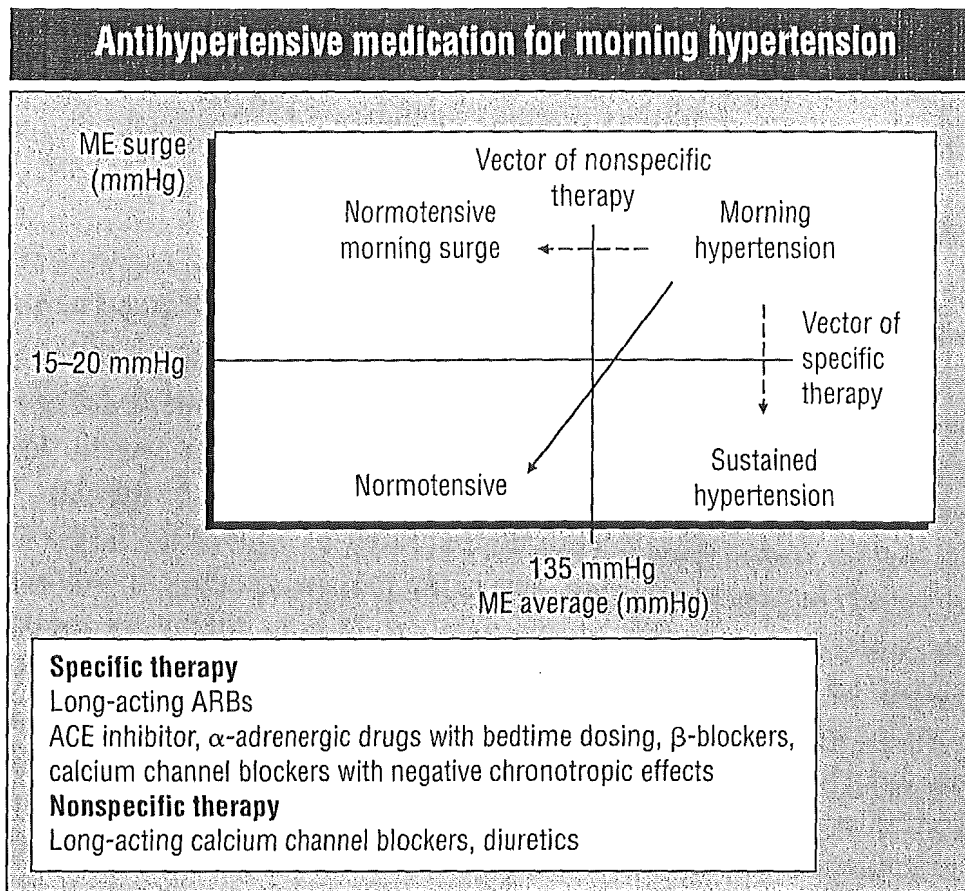 Antihypertensive medication for morning hypertension
ME surge
(mmHg)
Vector of nonspecific
therapy
Normotensive
morning surge
Morning
hypertension
15–20 mmHg
Vector of
specific
therapy
Normotensive
Sustained
hypertension
135 mmHg
ME average (mmHg)
Specific therapy
Long-acting ARBs
ACE inhibitor, α-adrenergic drugs with bedtime dosing, β-blockers,
calcium channel blockers with negative chronotropic effects
Nonspecific therapy
Long-acting calcium channel blockers, diuretics